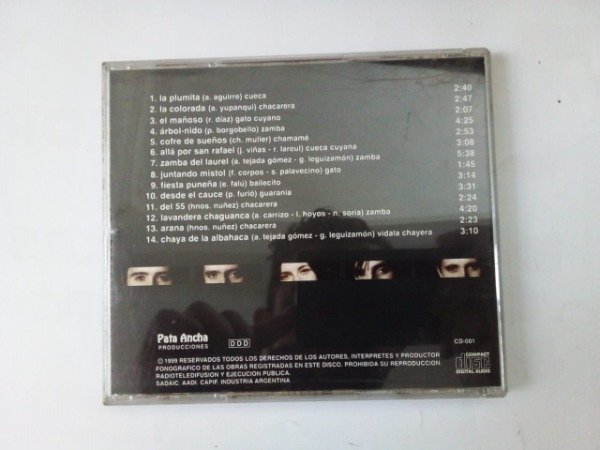 1. la plumita (a. aguirre) cueca 2:40
2. la colorada (a. yupanqui) chacarera 2:47
3. el mañoso (r. díaz) gato cuyano 2:07
4. árbol-nido (p. borgobello) zamba 4:25
5. cofre de sueños (ch. muller) chamamé 2:53
6. allá por san rafael (j. viñas - r. lareu) cueca cuyana 3:08
7. zamba del laurel (a. tejada gómez - g. leguizamón) zamba 5:38
8. juntando mistol (f. corpos - s. palavecino) gato 1:45
9. fiesta puneña (e. falú) bailecito 3:14
10. desde el cauce (p. furió) guarania 3:31
11. del 55 (hnos. nuñez) chacarera 2:24
12. lavandera chaguanca (a. carrizo - l. hoyos - n. soria) zamba 4:20
13. arana (hnos. nuñez) chacarera 2:23
14. chaya de la albahaca (a. tejada gómez - g. leguizamón) vidala chayera 3:10
Pata Ancha
PRODUCCIONES
DDD
CD-001
COMPACT
disc
DIGITAL AUDIO
© 1999 RESERVADOS TODOS LOS DERECHOS DE LOS AUTORES, INTERPRETES Y PRODUCTOR
FONOGRAFICO DE LAS OBRAS REGISTRADAS EN ESTE DISCO. PROHIBIDA SU REPRODUCCION,
RADIOTELEDIFUSION Y EJECUCION PUBLICA.
SADAIC. AADI. CAPIF. INDUSTRIA ARGENTINA